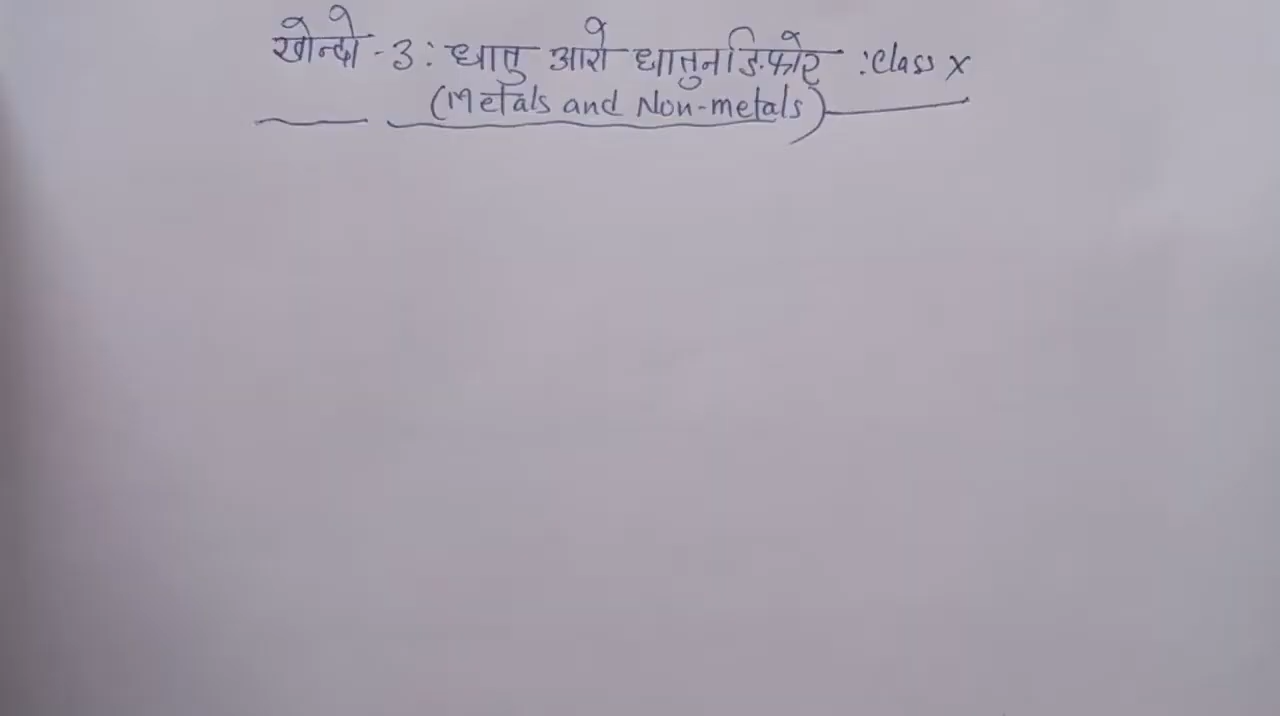 खोन्दो - 3 : धातु आरो धातुनङि.फोर : Class X
(Metals and Non-metals)